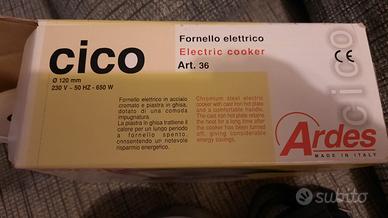 cico
Ø 120 mm
230 V ~ 50 HZ - 650 W
Fornello elettrico
Electric cooker
Art. 36
CE
cico
Fornello elettrico in acciaio
cromato e piastra in ghisa,
dotato di una comoda
impugnatura.
La piastra in ghisa trattiene il
calore per un lungo periodo
a fornello spento,
consentendo un notevole
risparmio energetico.
Chromium steel electric
cooker with cast iron hot plate
and a comfortable handle.
The cast iron hot plate retains
the heat for a long time after
the cooker has been turned
off, giving considerable
energy savings.
Ardes
MADE IN ITALY
subito